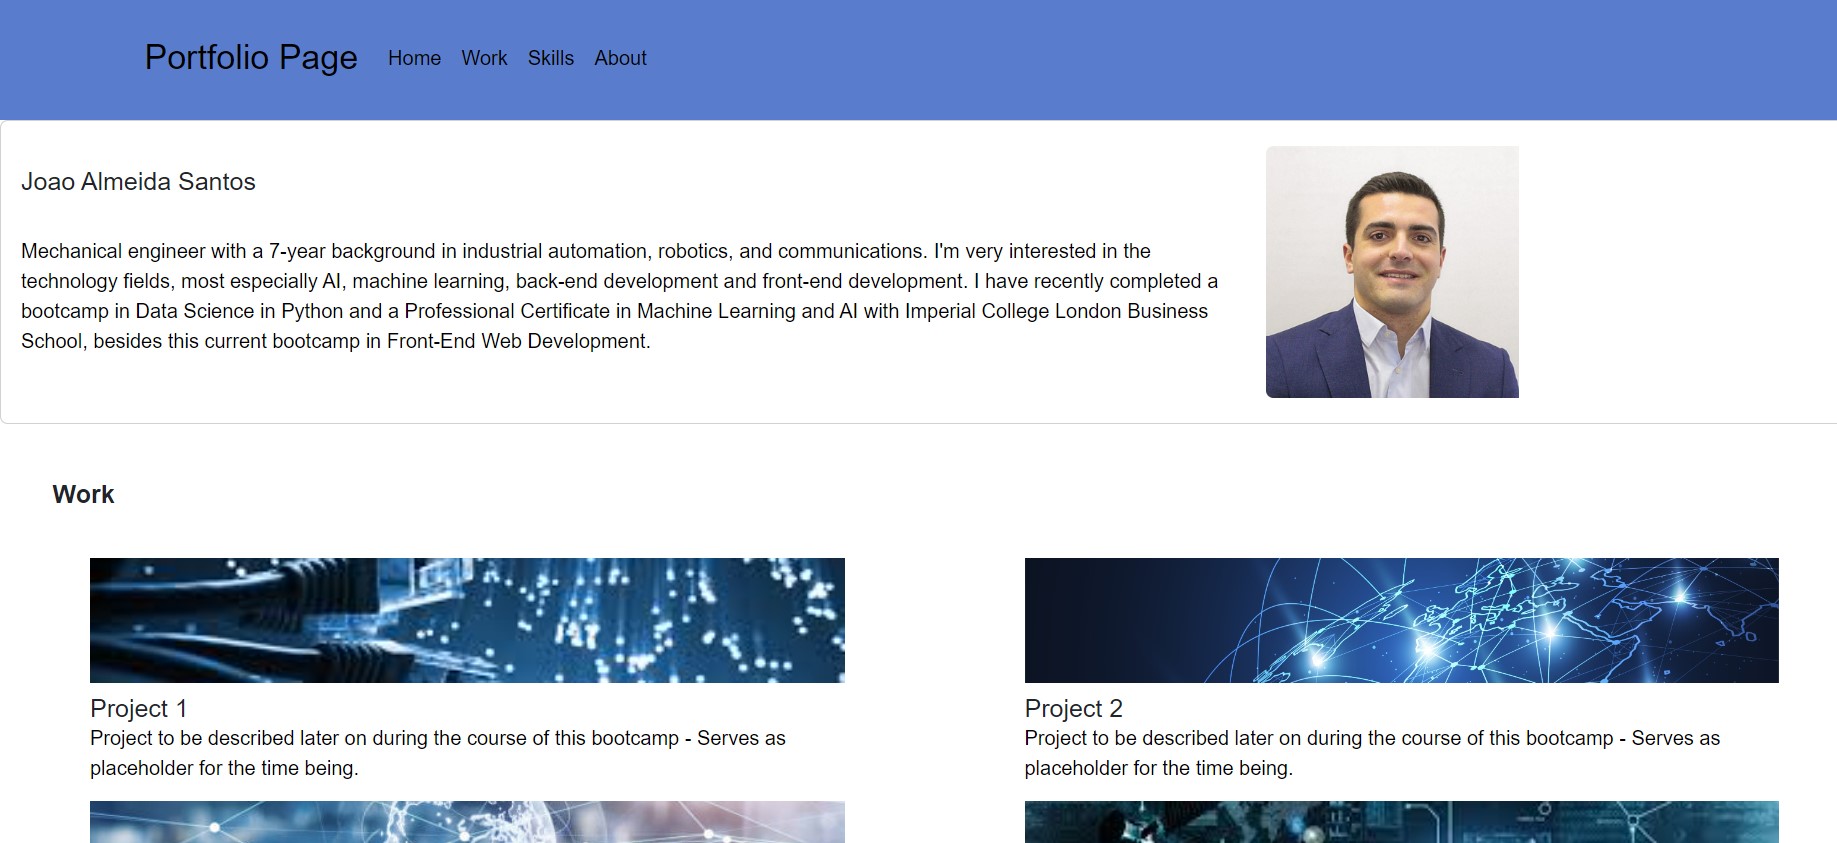 Portfolio Page Home Work Skills About
Joao Almeida Santos
Mechanical engineer with a 7-year background in industrial automation, robotics, and communications. I'm very interested in the
technology fields, most especially AI, machine learning, back-end development and front-end development. I have recently completed a
bootcamp in Data Science in Python and a Professional Certificate in Machine Learning and AI with Imperial College London Business
School, besides this current bootcamp in Front-End Web Development.
Work
Project 1
Project to be described later on during the course of this bootcamp - Serves as
placeholder for the time being.
Project 2
Project to be described later on during the course of this bootcamp - Serves as
placeholder for the time being.